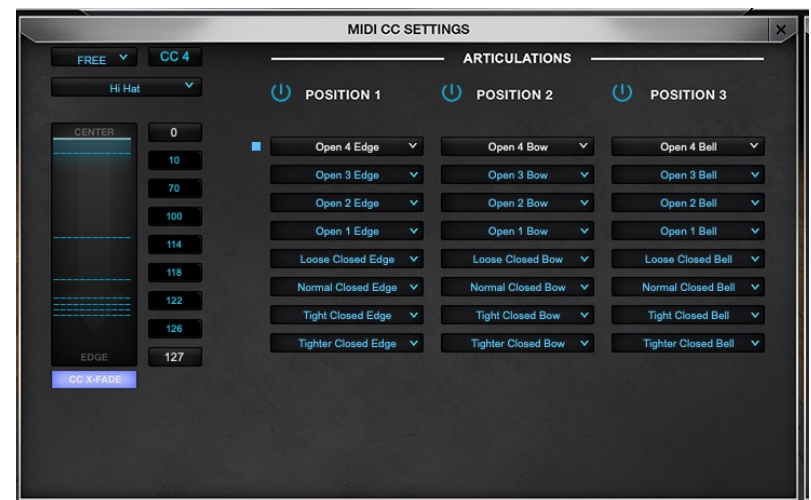 MIDI CC SETTINGS
×
FREE CC 4
ARTICULATIONS
Hi Hat
POSITION 1 POSITION 2 POSITION 3
CENTER 0
10
70
100
114
118
122
126
EDGE 127
CC X-FADE
Open 4 Edge Open 4 Bow Open 4 Bell
Open 3 Edge Open 3 Bow Open 3 Bell
Open 2 Edge Open 2 Bow Open 2 Bell
Open 1 Edge Open 1 Bow Open 1 Bell
Loose Closed Edge Loose Closed Bow Loose Closed Bell
Normal Closed Edge Normal Closed Bow Normal Closed Bell
Tight Closed Edge Tight Closed Bow Tight Closed Bell
Tighter Closed Edge Tighter Closed Bow Tighter Closed Bell